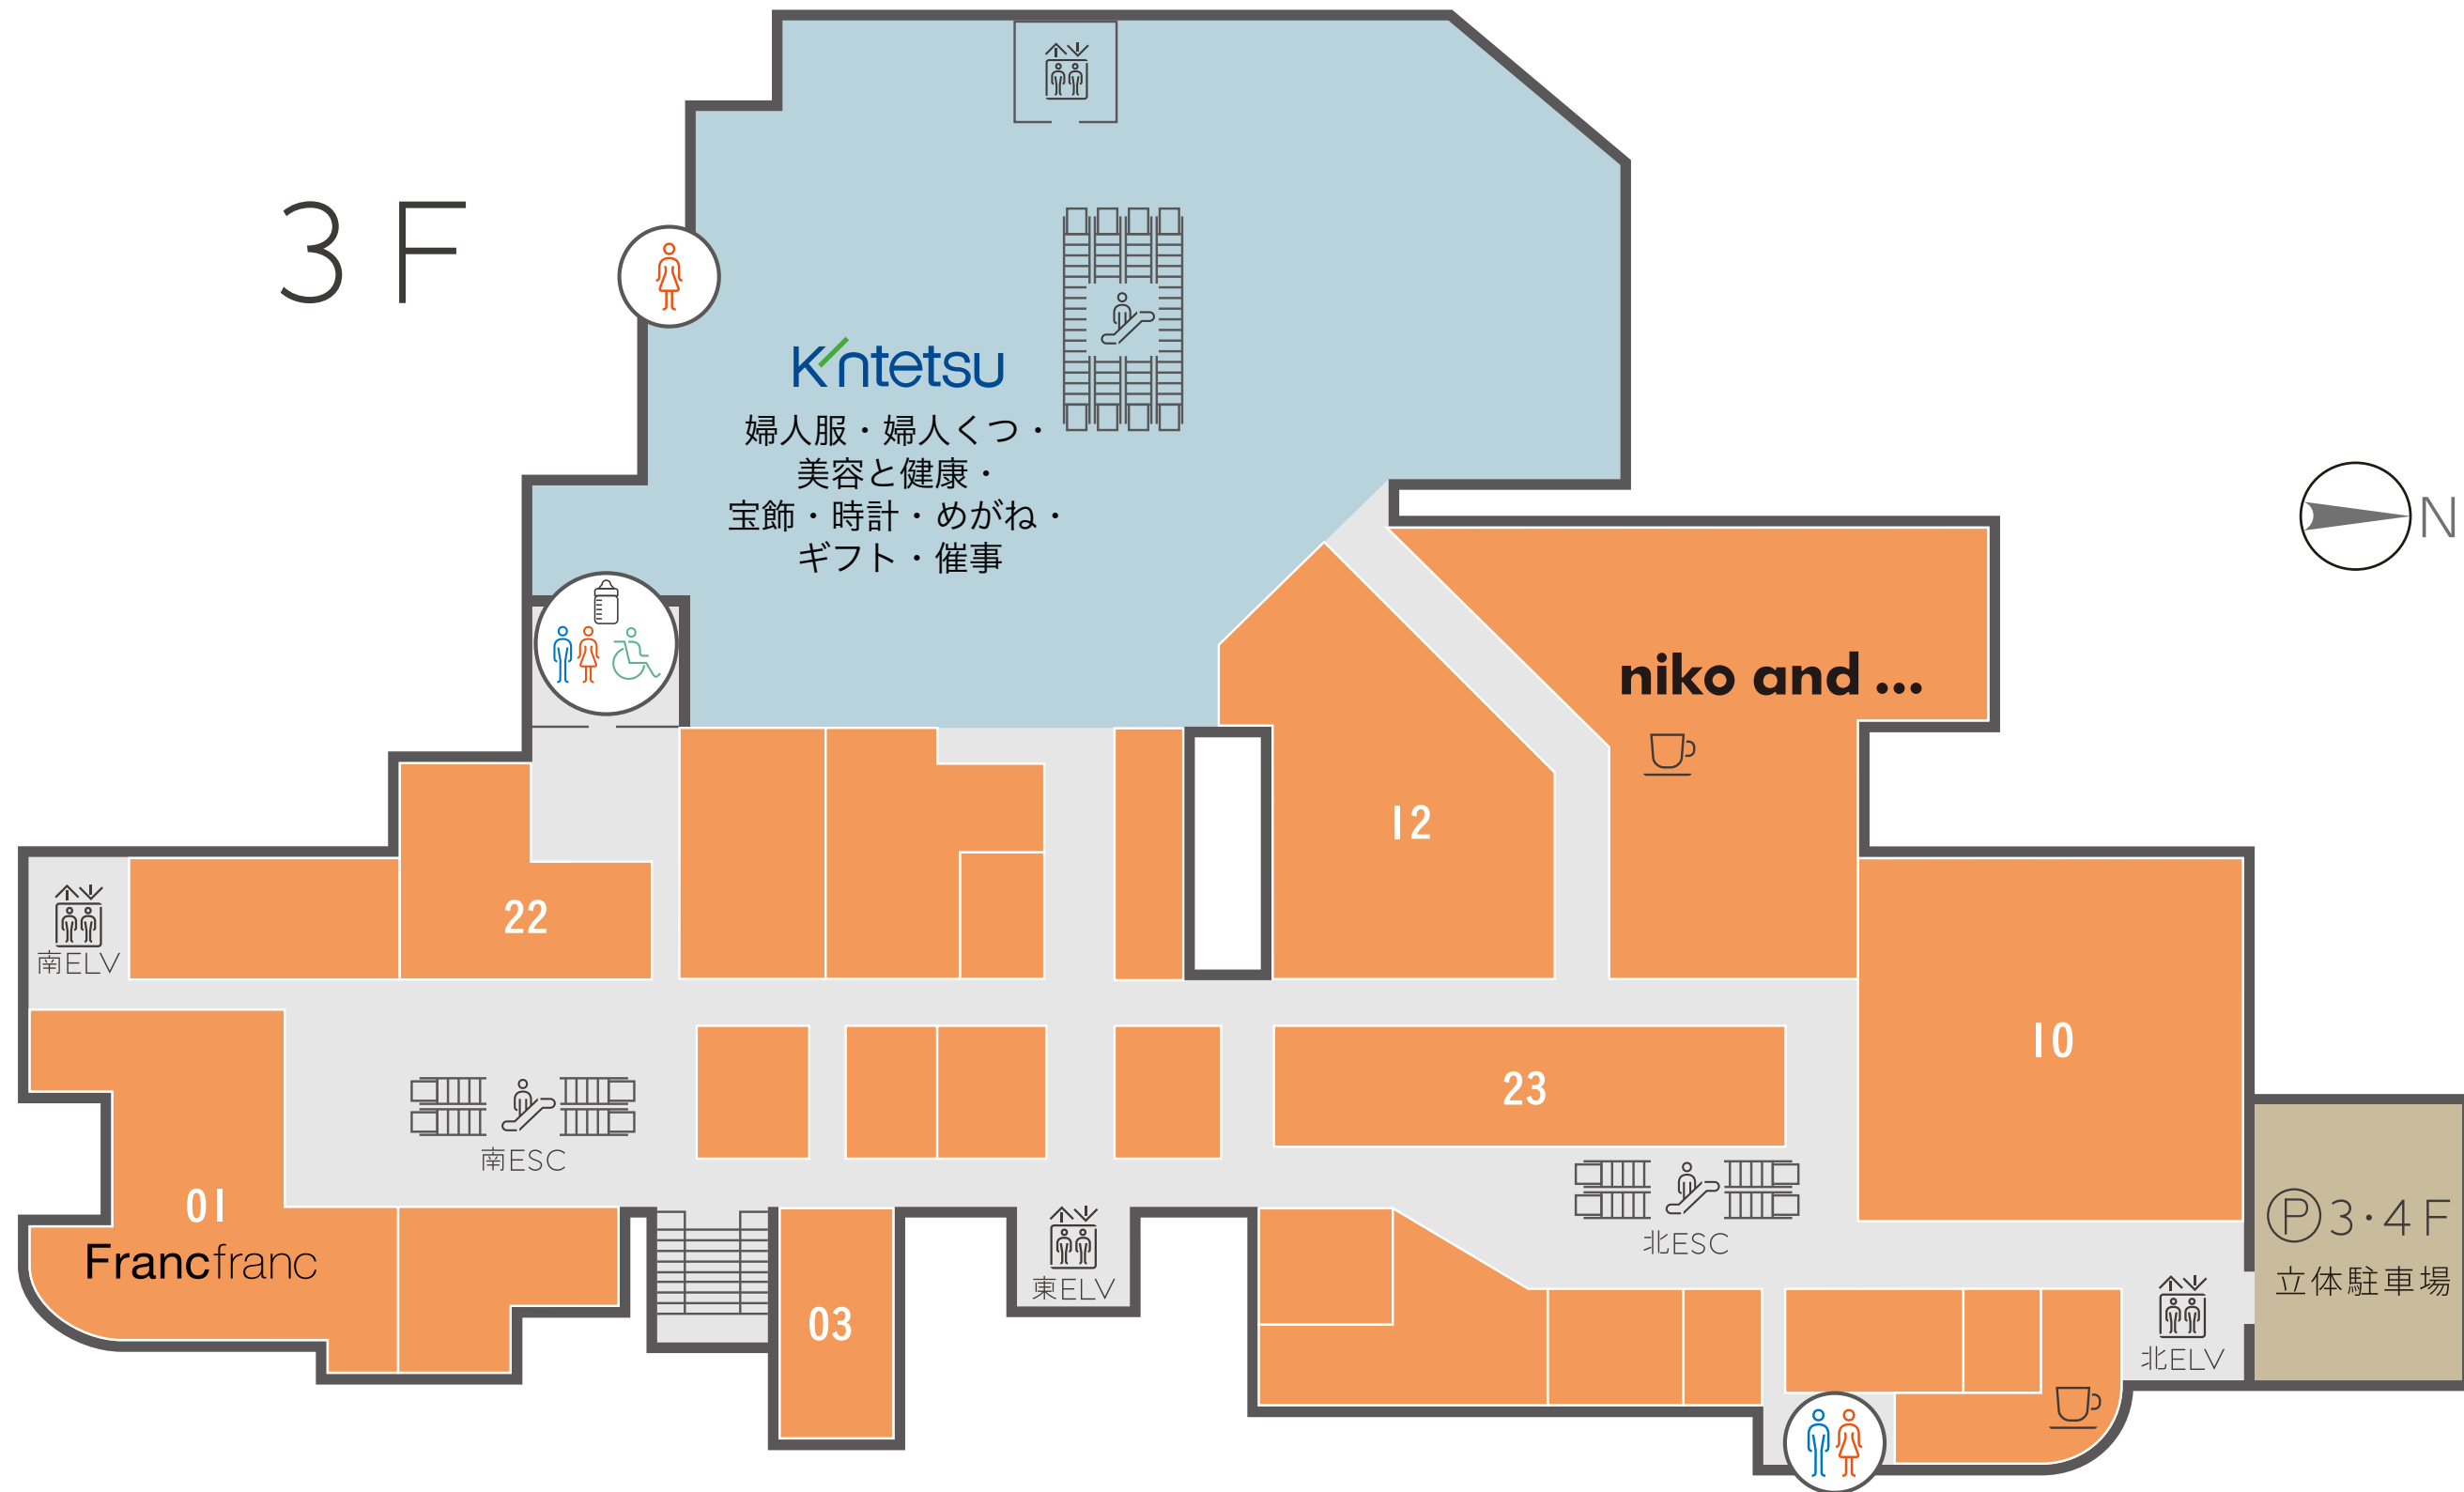 3F
Kintetsu
婦人服・婦人くつ・
美容と健康・
宝飾・時計・めがね・
ギフト・催事
N
niko and ...
12
22
南ELV
10
23
南ESC
01
Francfranc
北ESC
P 3・4F
立体駐車場
東ELV
03
北ELV